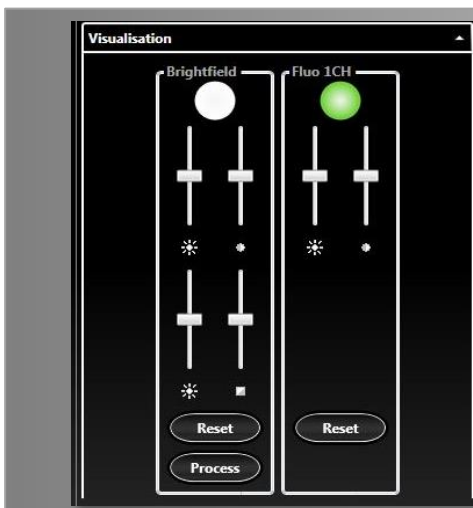 Visualisation
Brightfield
Fluo 1CH
Reset
Reset
Process